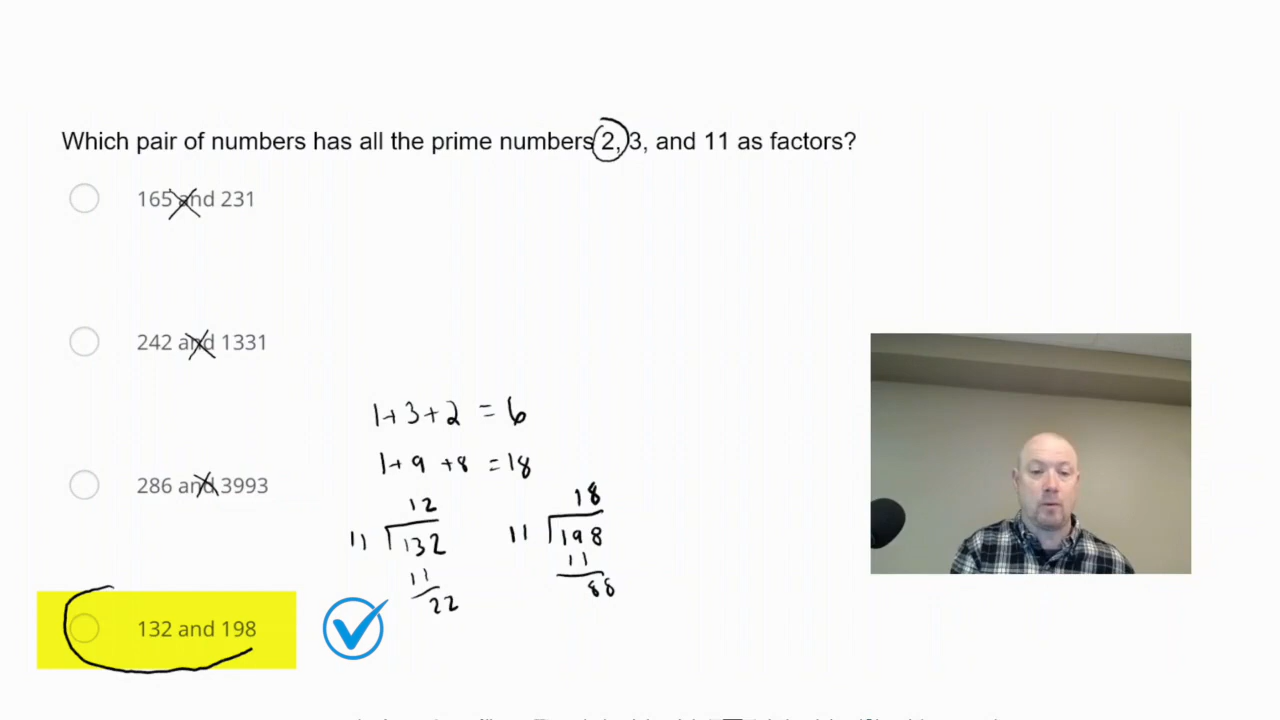 Which pair of numbers has all the prime numbers 2, 3, and 11 as factors?
165 and 231
242 and 1331
286 and 3993
1+3+2 = 6
1+9+8 = 18
12
11 132
11
22
18
11 198
11
88
132 and 198